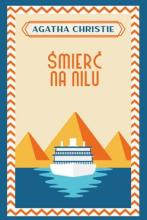 AGATHA CHRISTIE
ŚMIERĆ
NA NILU